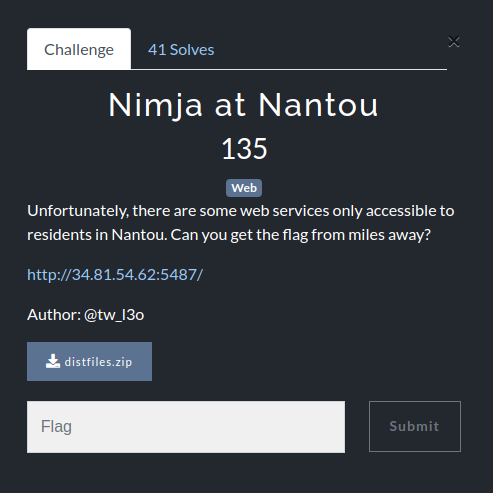 Challenge
41 Solves
×
Nimja at Nantou
135
Web
Unfortunately, there are some web services only accessible to
residents in Nantou. Can you get the flag from miles away?
http://34.81.54.62:5487/
Author: @tw_l3o
distfiles.zip
Flag
Submit